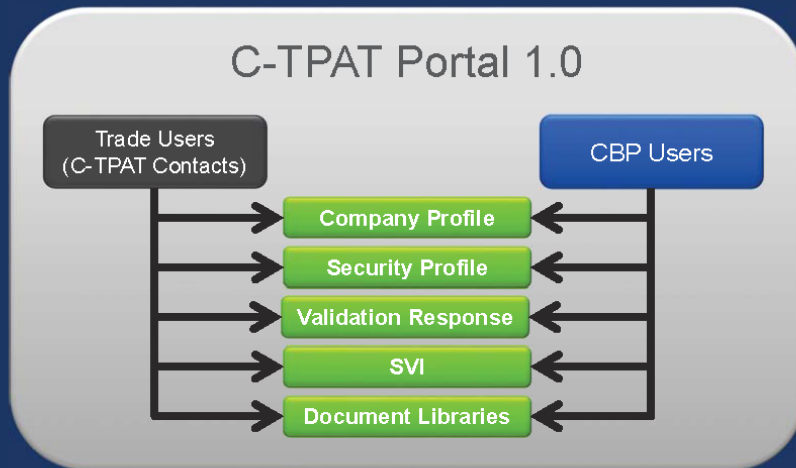 C-TPAT Portal 1.0
Trade Users
(C-TPAT Contacts)
CBP Users
Company Profile
Security Profile
Validation Response
SVI
Document Libraries